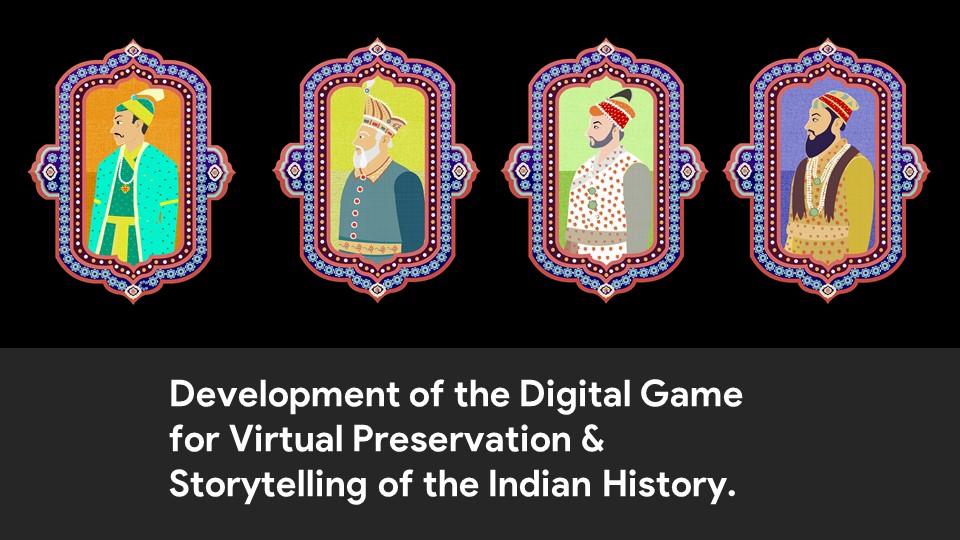 Development of the Digital Game
for Virtual Preservation &
Storytelling of the Indian History.